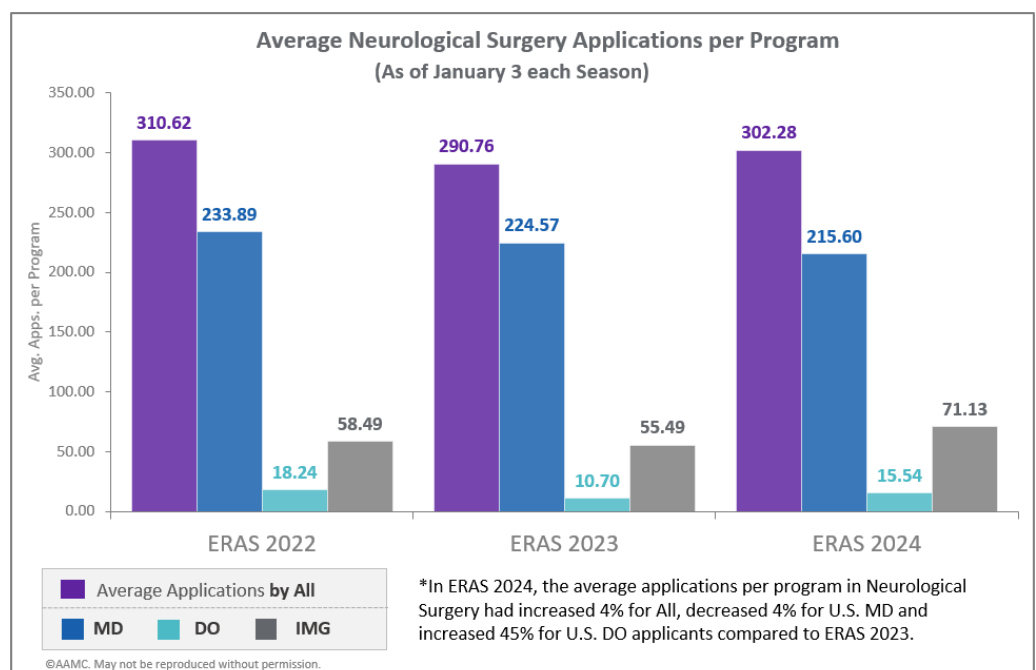 Average Neurological Surgery Applications per Program
(As of January 3 each Season)
Avg. Apps. per Program
350.00
300.00
250.00
200.00
150.00
100.00
50.00
0.00
310.62
233.89
18.24
58.49
290.76
224.57
10.70
55.49
302.28
215.60
15.54
71.13
ERAS 2022
ERAS 2023
ERAS 2024
Average Applications by All
MD
DO
IMG
*In ERAS 2024, the average applications per program in Neurological
Surgery had increased 4% for All, decreased 4% for U.S. MD and
increased 45% for U.S. DO applicants compared to ERAS 2023.
©AAMC. May not be reproduced without permission.